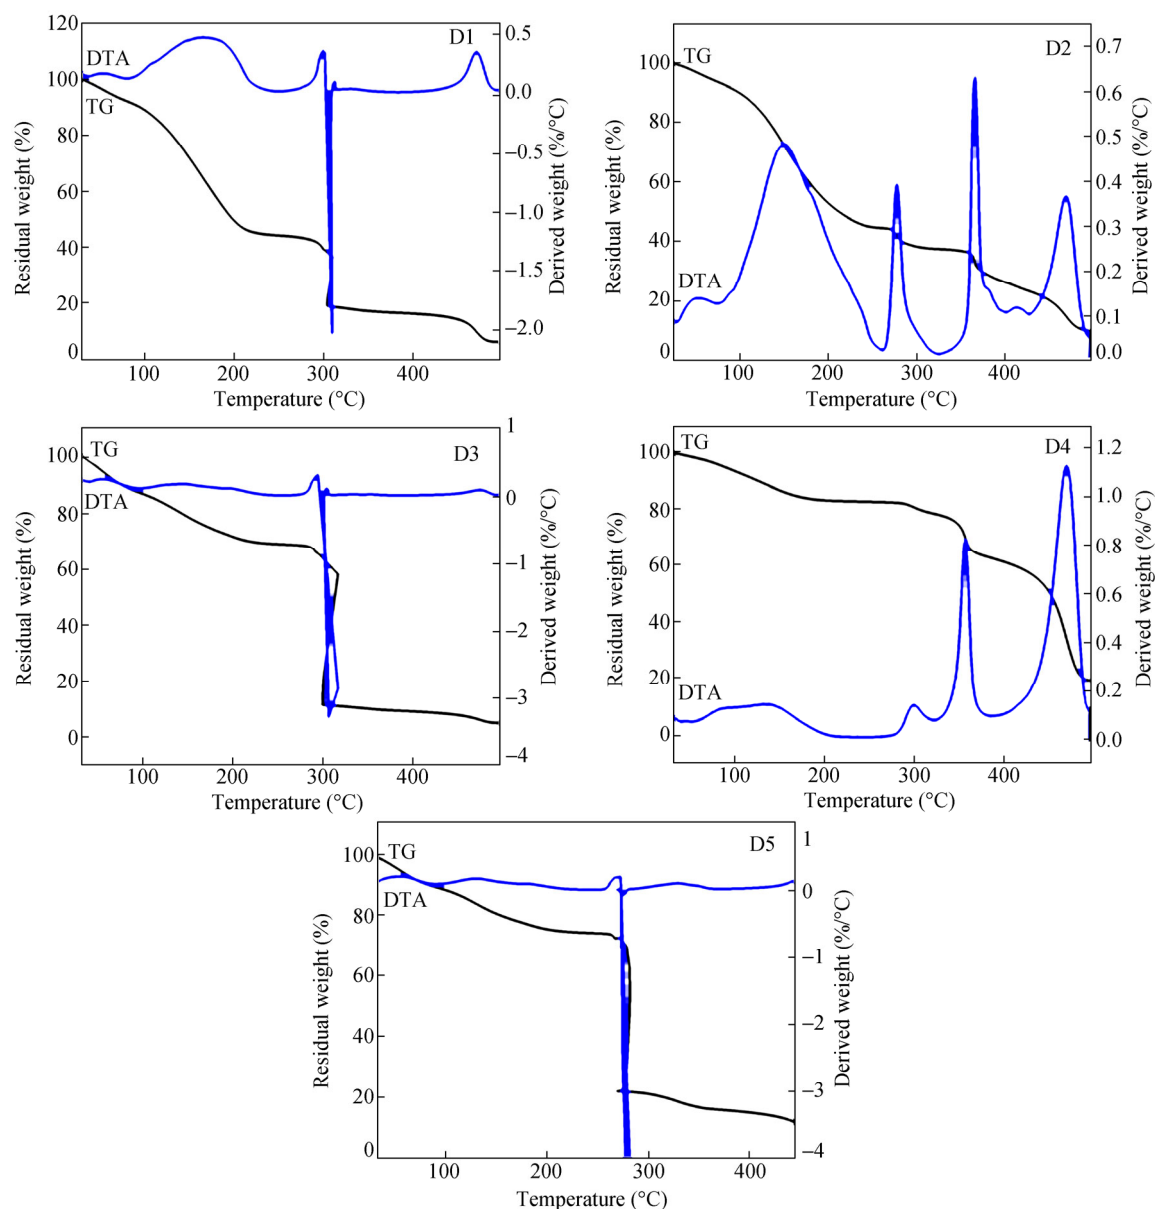 D1
DTA
TG
120
100
80
60
40
20
0
0.5
0.0
−0.5
−1.0
−1.5
−2.0
100 200 300 400
Residual weight (%)
Derived weight (%/°C)
Temperature (°C)
D2
TG
DTA
100
80
60
40
20
0
0.7
0.6
0.5
0.4
0.3
0.2
0.1
0.0
100 200 300 400
Residual weight (%)
Derived weight (%/°C)
Temperature (°C)
D3
TG
DTA
100
80
60
40
20
0
1
0
−1
−2
−3
−4
100 200 300 400
Residual weight (%)
Derived weight (%/°C)
Temperature (°C)
D4
TG
DTA
100
80
60
40
20
0
1.2
1.0
0.8
0.6
0.4
0.2
0.0
100 200 300 400
Residual weight (%)
Derived weight (%/°C)
Temperature (°C)
D5
TG
DTA
100
80
60
40
20
0
1
0
−1
−2
−3
−4
100 200 300 400
Residual weight (%)
Derived weight (%/°C)
Temperature (°C)